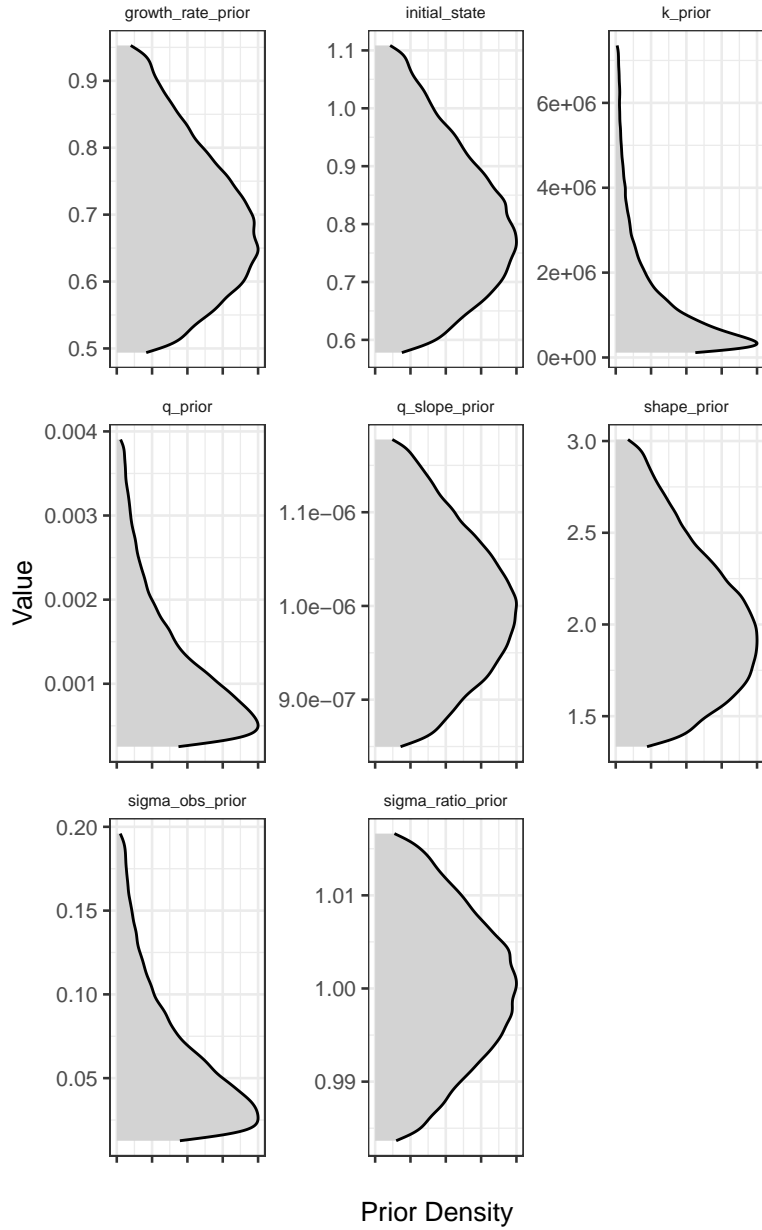 growth_rate_prior
initial_state
k_prior
0.9
0.8
0.7
0.6
0.5
1.1
1.0
0.9
0.8
0.7
0.6
6e+06
4e+06
2e+06
0e+00
q_prior
q_slope_prior
shape_prior
0.004
0.003
0.002
0.001
1.1e−06
1.0e−06
9.0e−07
3.0
2.5
2.0
1.5
Value
sigma_obs_prior
sigma_ratio_prior
0.20
0.15
0.10
0.05
1.01
1.00
0.99
Prior Density